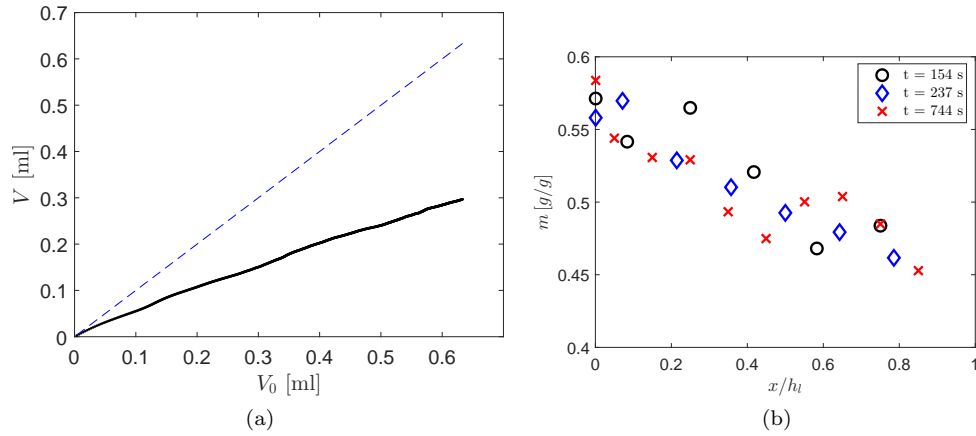 0.7
0.6
0.5
0.4
0.3
0.2
0.1
0
V [ml]
0 0.1 0.2 0.3 0.4 0.5 0.6
V₀ [ml]
(a)
0.6
0.55
0.5
0.45
0.4
m [g/g]
t = 154 s
t = 237 s
t = 744 s
0 0.2 0.4 0.6 0.8 1
x/hₗ
(b)